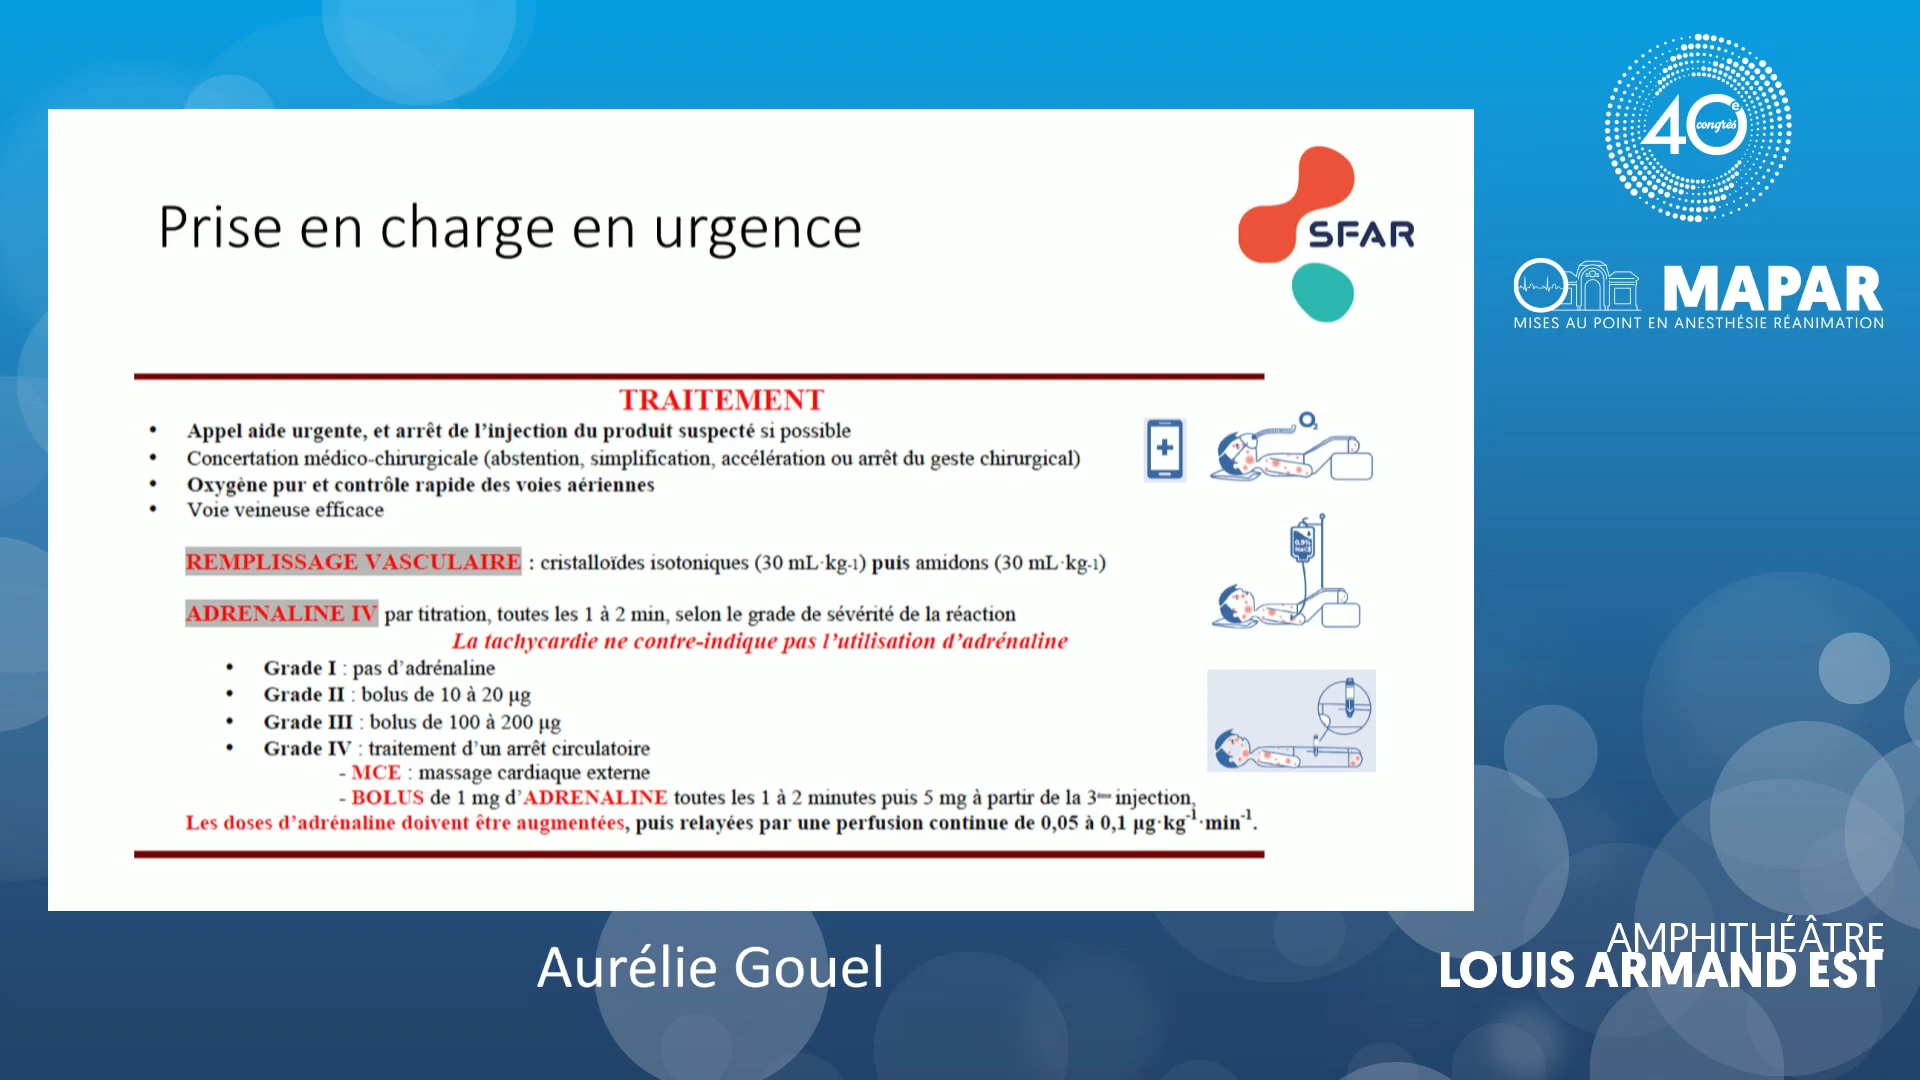 Prise en charge en urgence
SFAR
TRAITEMENT
• Appel aide urgente, et arrêt de l'injection du produit suspecté si possible
• Concertation médico-chirurgicale (abstention, simplification, accélération ou arrêt du geste chirurgical)
• Oxygène pur et contrôle rapide des voies aériennes
• Voie veineuse efficace
REMPLISSAGE VASCULAIRE : cristalloïdes isotoniques (30 mL·kg-1) puis amidons (30 mL·kg-1)
ADRENALINE IV par titration, toutes les 1 à 2 min, selon le grade de sévérité de la réaction
La tachycardie ne contre-indique pas l'utilisation d'adrénaline
• Grade I : pas d'adrénaline
• Grade II : bolus de 10 à 20 µg
• Grade III : bolus de 100 à 200 µg
• Grade IV : traitement d'un arrêt circulatoire
- MCE : massage cardiaque externe
- BOLUS de 1 mg d'ADRENALINE toutes les 1 à 2 minutes puis 5 mg à partir de la 3ème injection,
Les doses d'adrénaline doivent être augmentées, puis relayées par une perfusion continue de 0,05 à 0,1 µg·kg-1·min-1.
O2
0,9%
NaCl
40e
congrès
MAPAR
MISES AU POINT EN ANESTHÉSIE RÉANIMATION
Aurélie Gouel
AMPHITHÉÂTRE
LOUIS ARMAND EST